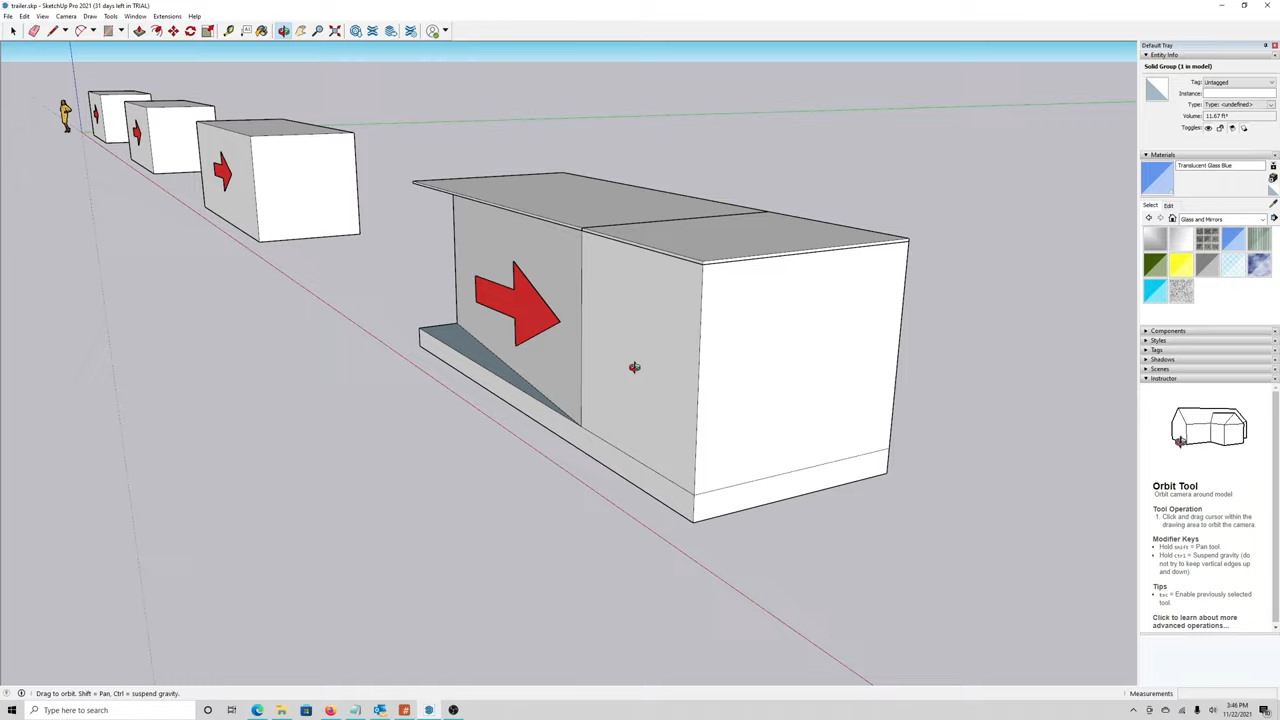 trailer.skp - SketchUp Pro 2021 (31 days left in TRIAL)
File Edit View Camera Draw Tools Window Extensions Help
Default Tray
Entity Info
Solid Group (1 in model)
Tag: Untagged
Instance:
Type: Type: <undefined>
Volume: 11.67 ft³
Toggles:
Materials
Translucent Glass Blue
Select Edit
Glass and Mirrors
Components
Styles
Tags
Shadows
Scenes
Instructor
Orbit Tool
Orbit camera around model
Tool Operation
1. Click and drag cursor within the
drawing area to orbit the camera.
Modifier Keys
• Hold Shift = Pan tool.
• Hold Ctrl = Suspend gravity (do
not try to keep vertical edges up
and down).
Tips
• Esc = Enable previously selected
tool.
Click to learn about more
advanced operations...
Drag to orbit. Shift = Pan, Ctrl = suspend gravity.
Measurements
Type here to search
3:46 PM
11/22/2021